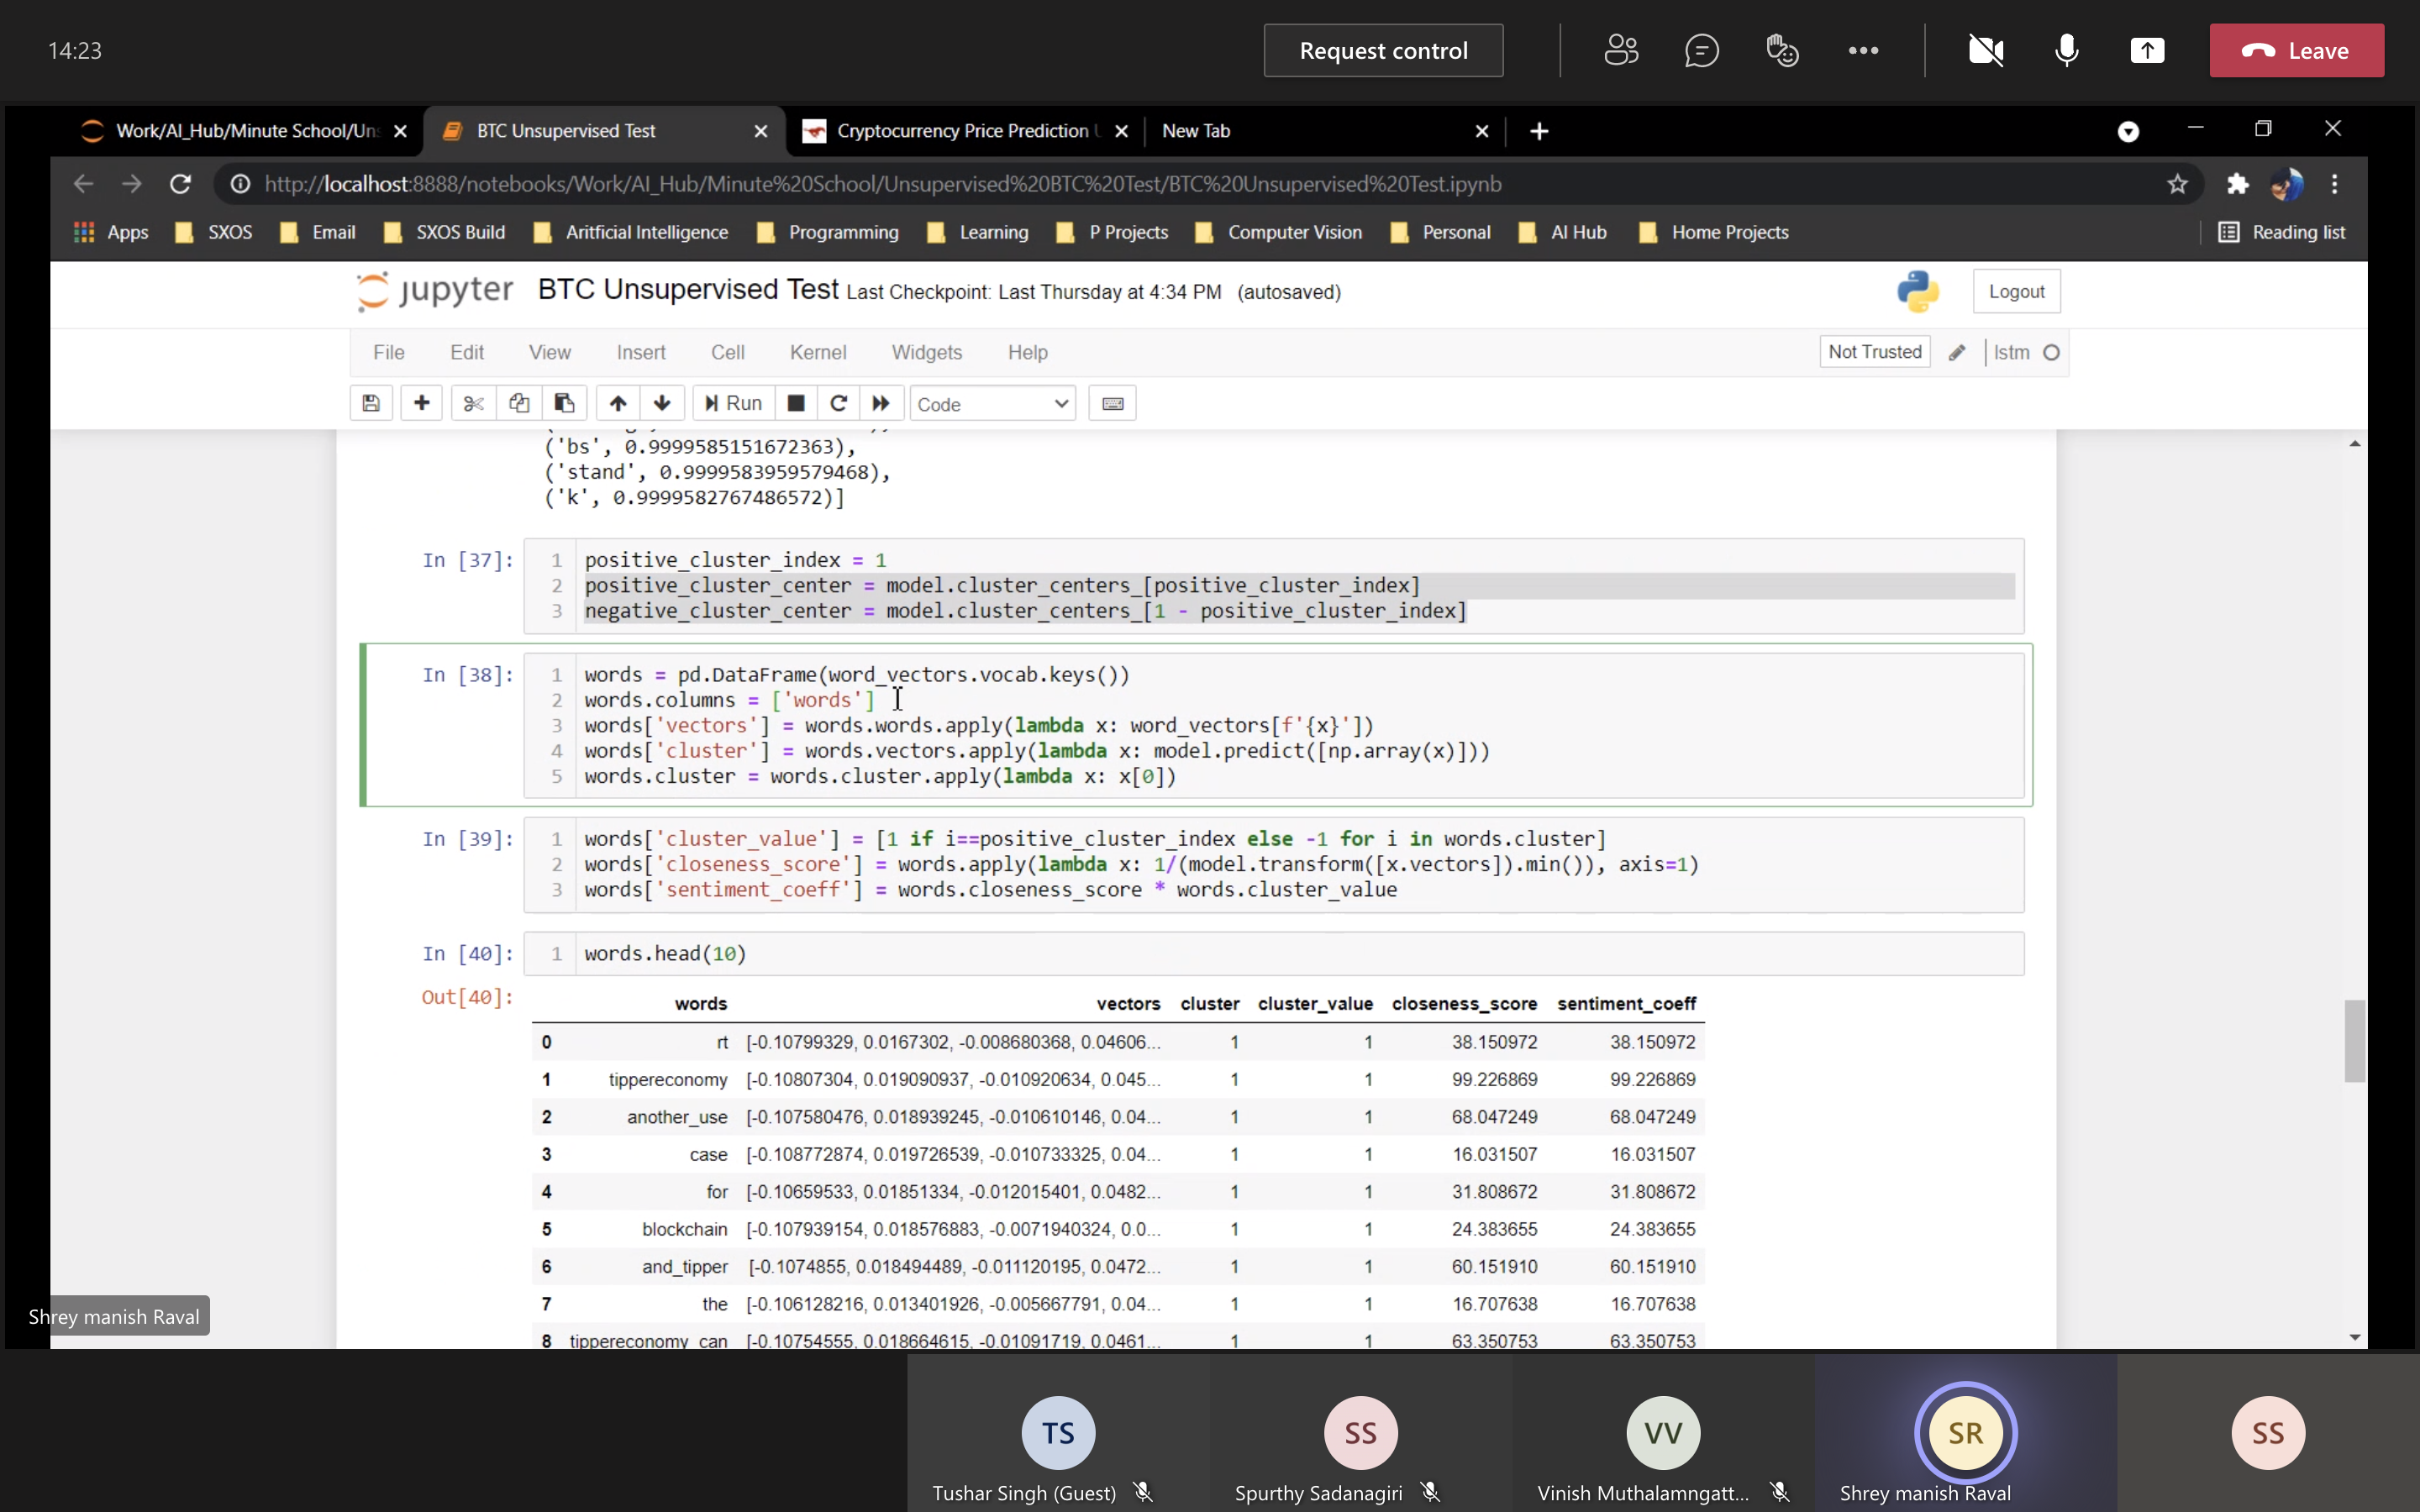 14:23
Request control
Leave
Work/AI_Hub/Minute School/Uns
BTC Unsupervised Test
Cryptocurrency Price Prediction U
New Tab
http://localhost:8888/notebooks/Work/AI_Hub/Minute%20School/Unsupervised%20BTC%20Test/BTC%20Unsupervised%20Test.ipynb
Apps SXOS Email SXOS Build Aritficial Intelligence Programming Learning P Projects Computer Vision Personal AI Hub Home Projects Reading list
jupyter BTC Unsupervised Test Last Checkpoint: Last Thursday at 4:34 PM (autosaved)
Logout
File Edit View Insert Cell Kernel Widgets Help
Not Trusted lstm
Run Code
('bs', 0.9999585151672363),
('stand', 0.9999583959579468),
('k', 0.9999582767486572)]
In [37]:
1 positive_cluster_index = 1
2 positive_cluster_center = model.cluster_centers_[positive_cluster_index]
3 negative_cluster_center = model.cluster_centers_[1 - positive_cluster_index]
In [38]:
1 words = pd.DataFrame(word_vectors.vocab.keys())
2 words.columns = ['words']
3 words['vectors'] = words.words.apply(lambda x: word_vectors[f'{x}'])
4 words['cluster'] = words.vectors.apply(lambda x: model.predict([np.array(x)]))
5 words.cluster = words.cluster.apply(lambda x: x[0])
In [39]:
1 words['cluster_value'] = [1 if i==positive_cluster_index else -1 for i in words.cluster]
2 words['closeness_score'] = words.apply(lambda x: 1/(model.transform([x.vectors]).min()), axis=1)
3 words['sentiment_coeff'] = words.closeness_score * words.cluster_value
In [40]:
1 words.head(10)
Out[40]:
words vectors cluster cluster_value closeness_score sentiment_coeff
0 rt [-0.10799329, 0.0167302, -0.008680368, 0.04606... 1 1 38.150972 38.150972
1 tippereconomy [-0.10807304, 0.019090937, -0.010920634, 0.045... 1 1 99.226869 99.226869
2 another_use [-0.107580476, 0.018939245, -0.010610146, 0.04... 1 1 68.047249 68.047249
3 case [-0.108772874, 0.019726539, -0.010733325, 0.04... 1 1 16.031507 16.031507
4 for [-0.10659533, 0.01851334, -0.012015401, 0.0482... 1 1 31.808672 31.808672
5 blockchain [-0.107939154, 0.018576883, -0.0071940324, 0.0... 1 1 24.383655 24.383655
6 and_tipper [-0.1074855, 0.018494489, -0.011120195, 0.0472... 1 1 60.151910 60.151910
7 the [-0.106128216, 0.013401926, -0.005667791, 0.04... 1 1 16.707638 16.707638
8 tippereconomy_can [-0.10754555, 0.018664615, -0.01091719, 0.0461... 1 1 63.350753 63.350753
Shrey manish Raval
TS SS VV SR SS
Tushar Singh (Guest) Spurthy Sadanagiri Vinish Muthalamngatt... Shrey manish Raval